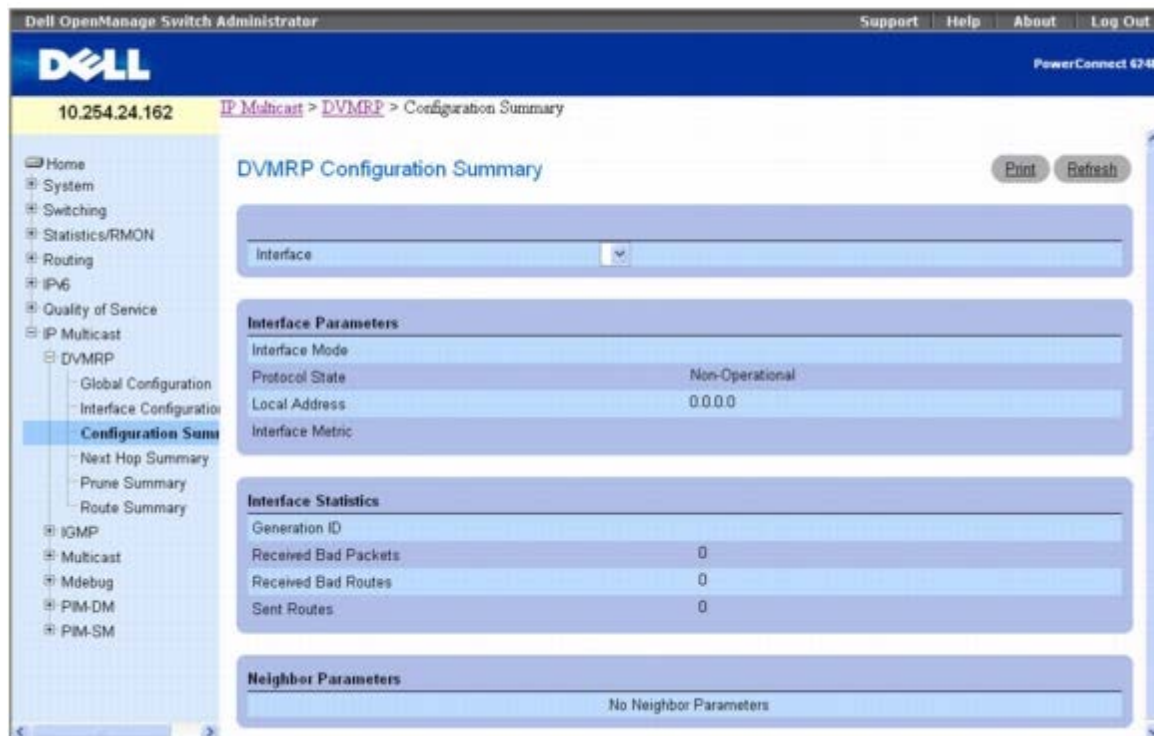 Dell OpenManage Switch Administrator
Support Help About Log Out
DELL
PowerConnect 624
10.254.24.162
IP Multicast > DVMRP > Configuration Summary
Home
System
Switching
Statistics/RMON
Routing
IPv6
Quality of Service
IP Multicast
DVMRP
Global Configuration
Interface Configuration
Configuration Summ
Next Hop Summary
Prune Summary
Route Summary
IGMP
Multicast
Mdebug
PIM-DM
PIM-SM
DVMRP Configuration Summary
Print Refresh
Interface
Interface Parameters
Interface Mode
Protocol State Non-Operational
Local Address 0.0.0.0
Interface Metric
Interface Statistics
Generation ID
Received Bad Packets 0
Received Bad Routes 0
Sent Routes 0
Neighbor Parameters
No Neighbor Parameters